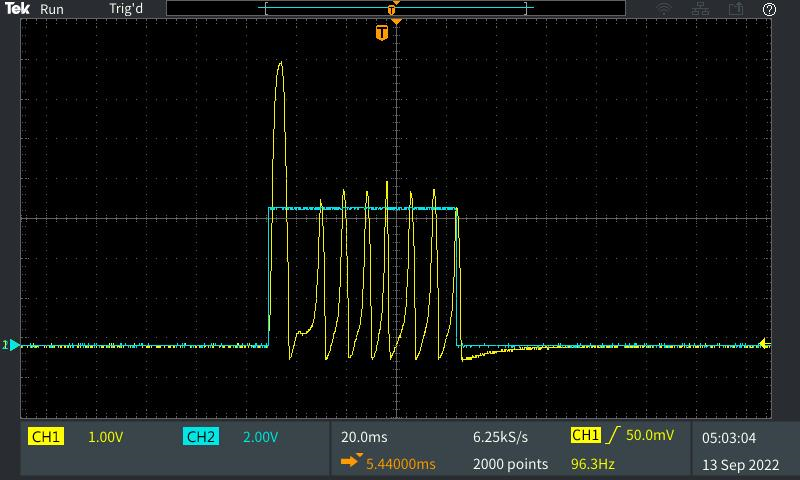 Tek Run Trig'd
T
T
CH1 1.00V CH2 2.00V 20.0ms 6.25kS/s CH1 50.0mV 05:03:04
5.44000ms 2000 points 96.3Hz 13 Sep 2022